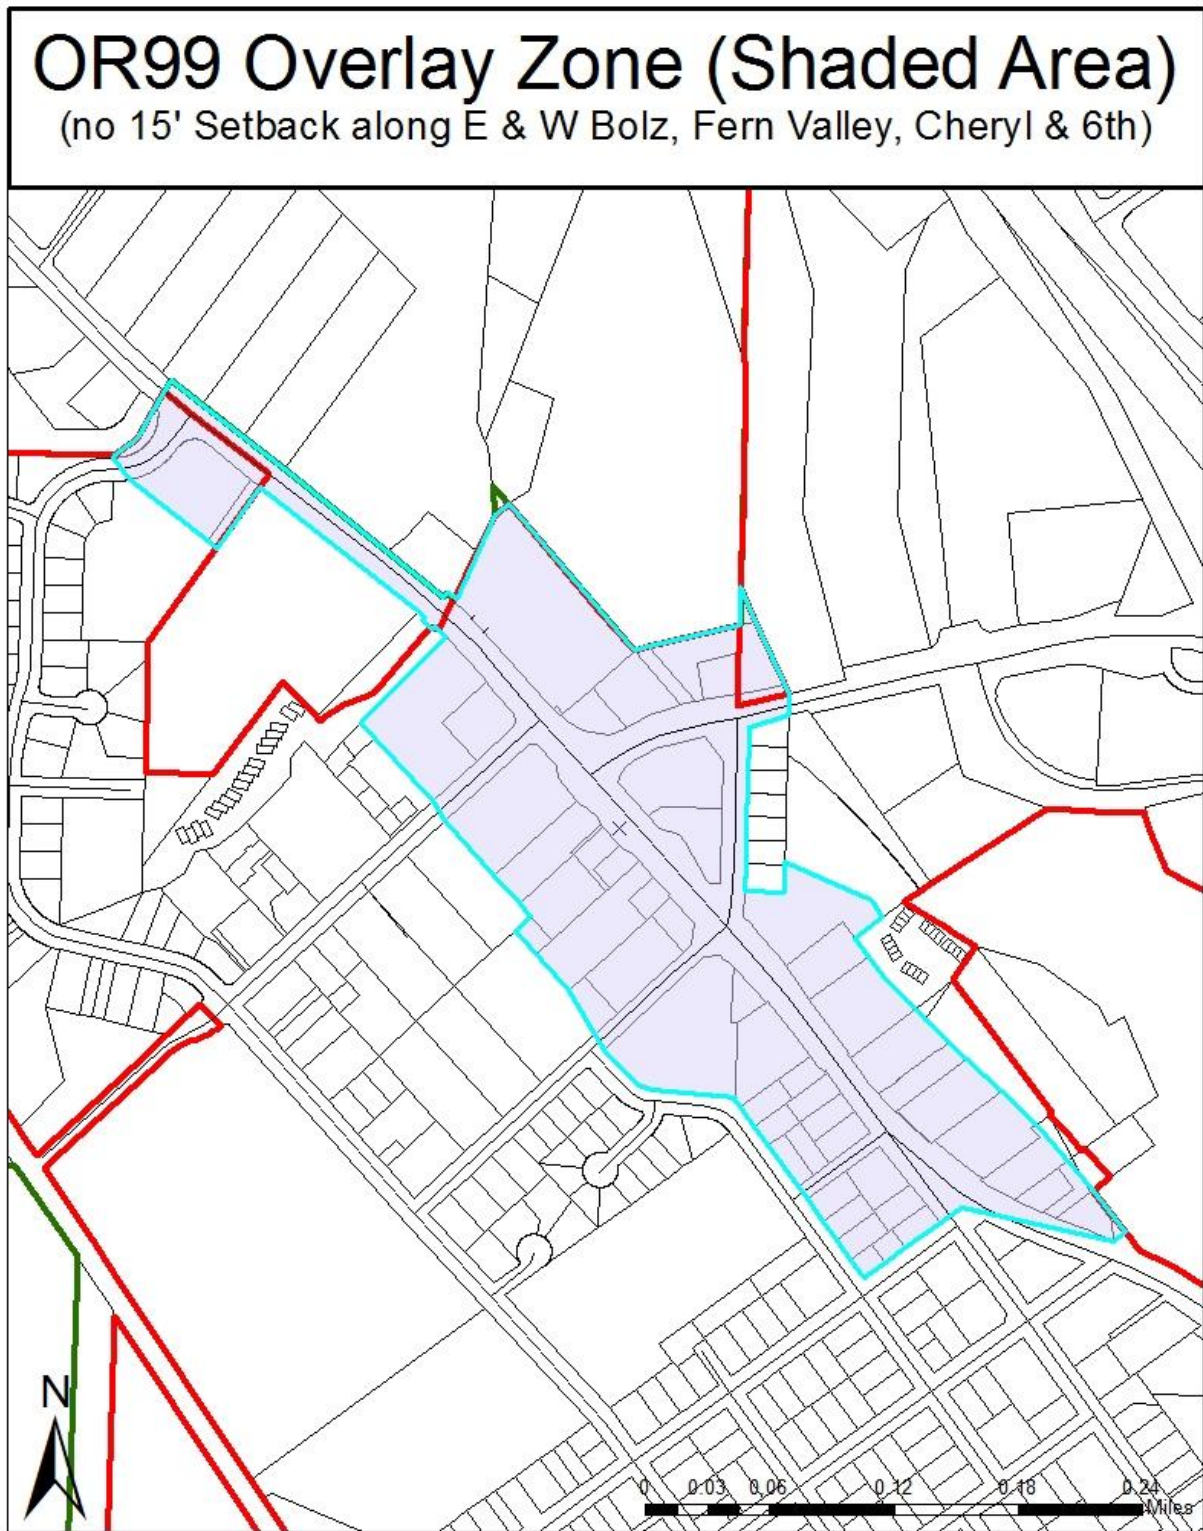 OR99 Overlay Zone (Shaded Area)
(no 15' Setback along E & W Bolz, Fern Valley, Cheryl & 6th)
N
0 0.03 0.06 0.12 0.18 0.24
Miles